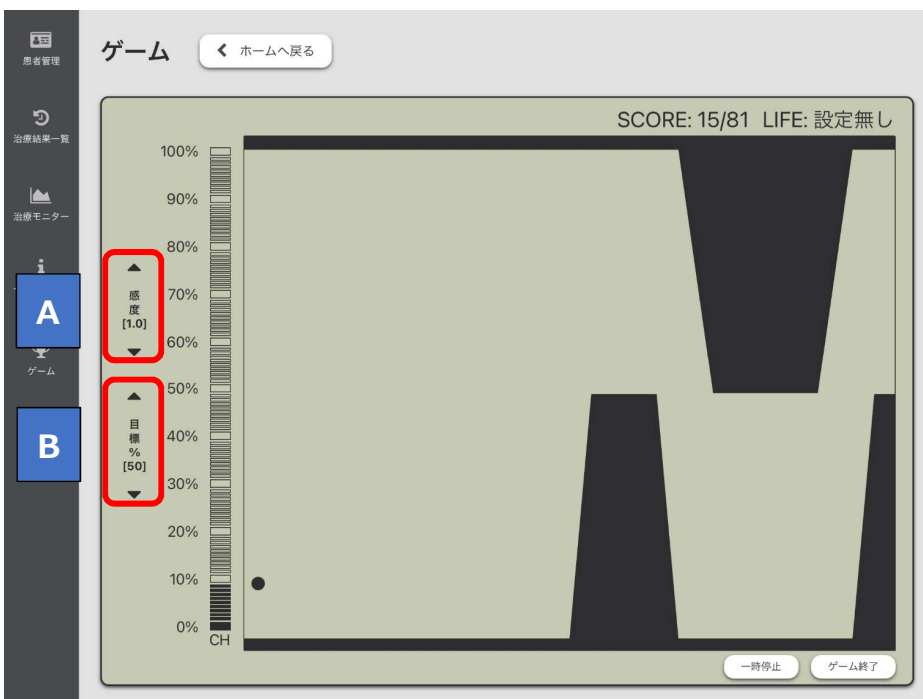 患者管理
治療結果一覧
治療モニター
ゲーム
ゲーム
ホームへ戻る
SCORE: 15/81 LIFE: 設定無し
100%
90%
80%
70%
60%
50%
40%
30%
20%
10%
0%
CH
A
感度
[1.0]
B
目標
%
[50]
一時停止
ゲーム終了